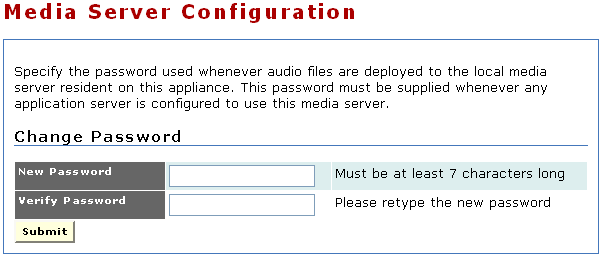 Media Server Configuration
Specify the password used whenever audio files are deployed to the local media
server resident on this appliance. This password must be supplied whenever any
application server is configured to use this media server.
Change Password
New Password Must be at least 7 characters long
Verify Password Please retype the new password
Submit